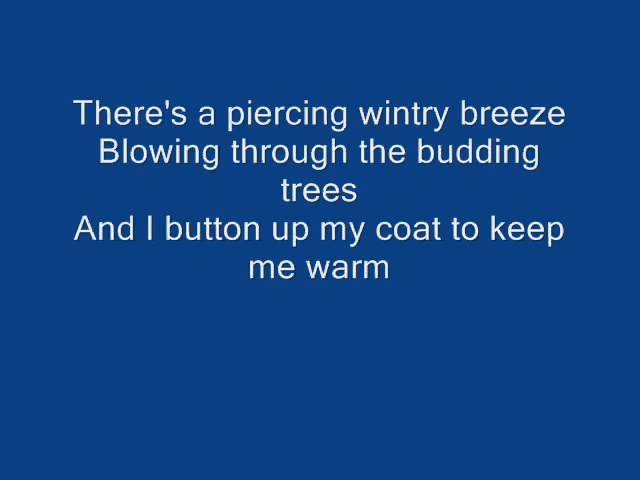 There's a piercing wintry breeze
Blowing through the budding
trees
And I button up my coat to keep
me warm